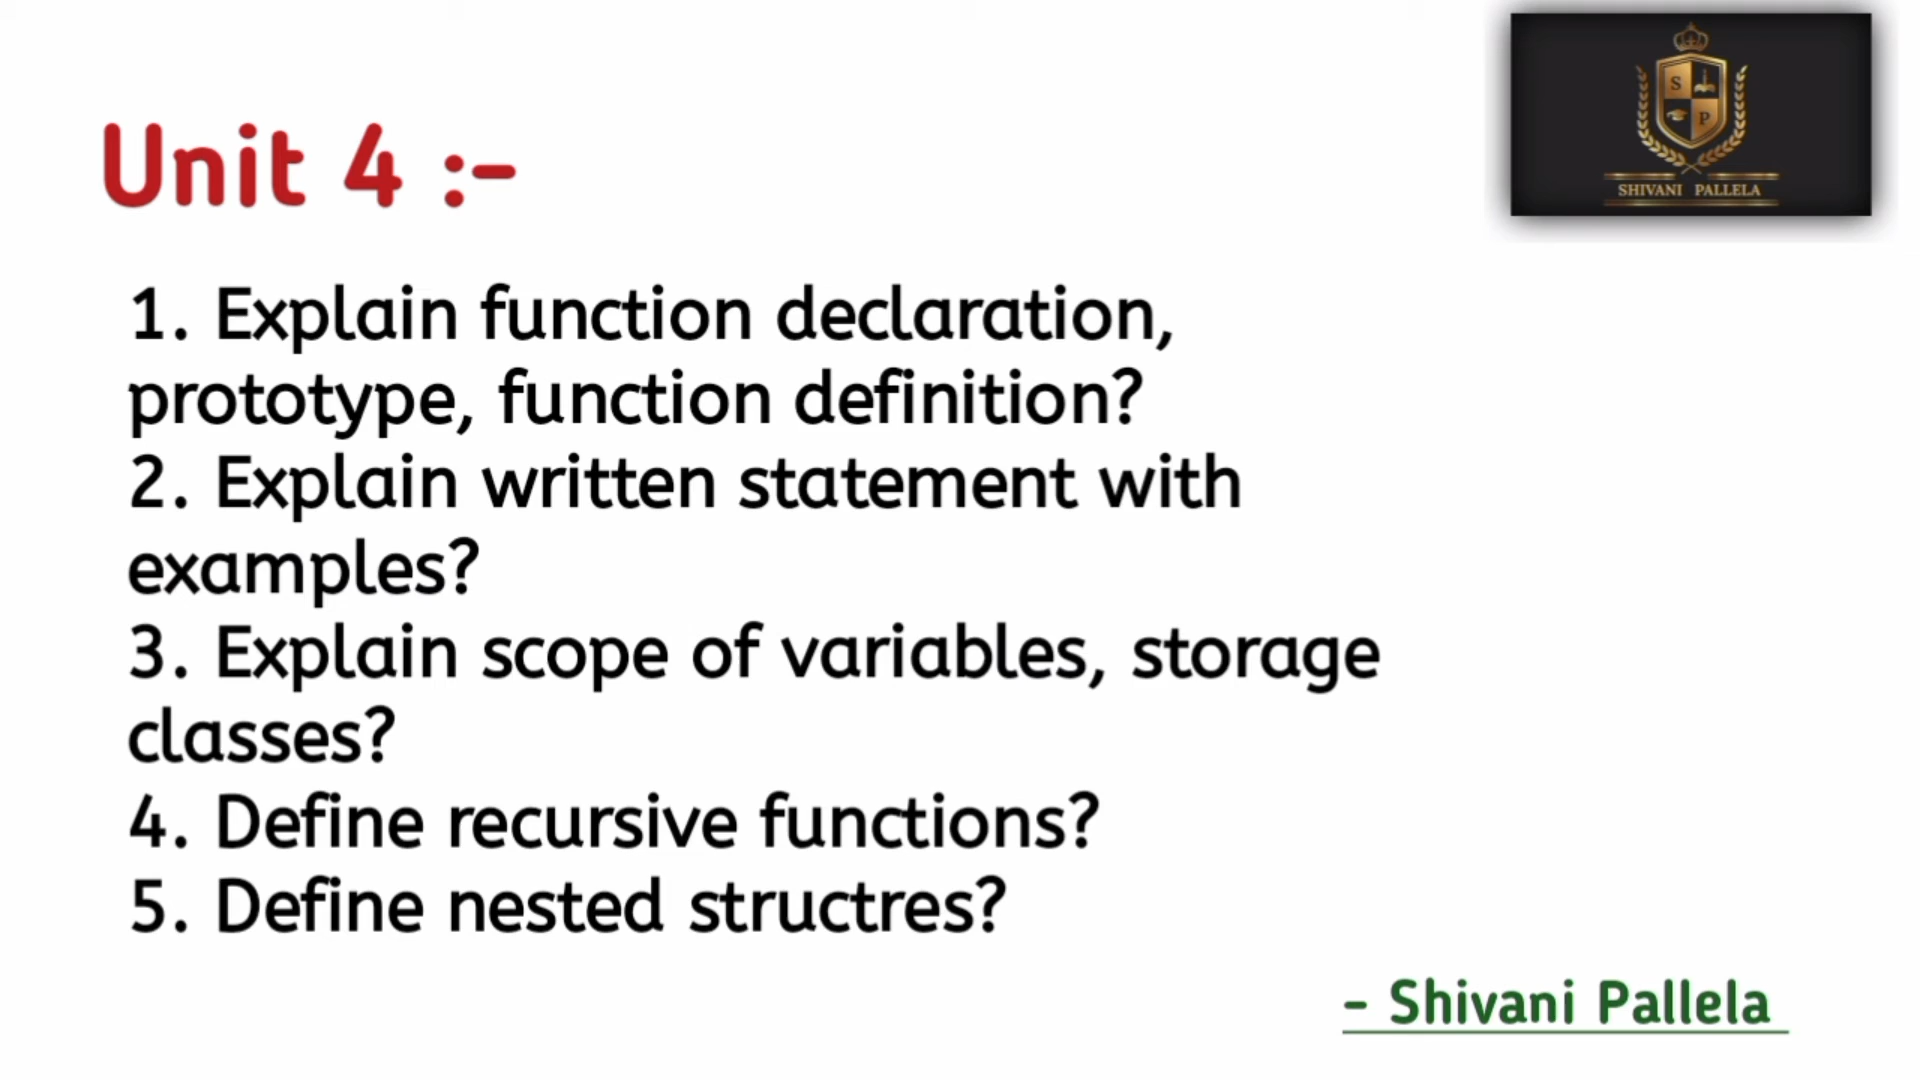 S
P
SHIVANI PALLELA
Unit 4 :-
1. Explain function declaration,
prototype, function definition?
2. Explain written statement with
examples?
3. Explain scope of variables, storage
classes?
4. Define recursive functions?
5. Define nested structres?
- Shivani Pallela